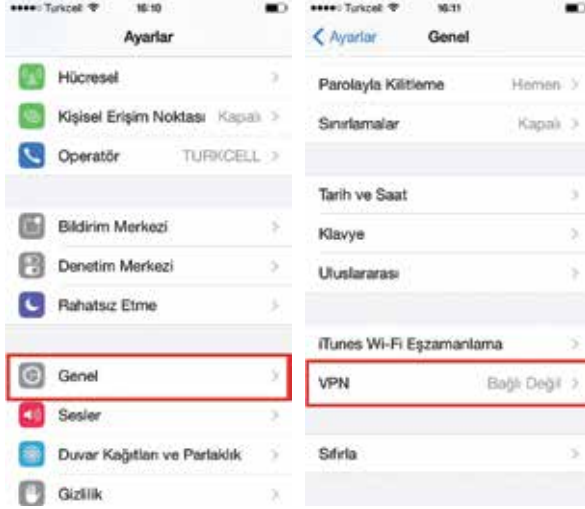 Turkcell 16:10
Ayarlar
Hücresel
Kişisel Erişim Noktası Kapalı
Operatör TURKCELL
Bildirim Merkezi
Denetim Merkezi
Rahatsız Etme
Genel
Sesler
Duvar Kağıtları ve Parlaklık
Gizlilik
Turkcell 16:11
Ayarlar Genel
Parolayla Kilitleme Hemen
Sınırlamalar Kapalı
Tarih ve Saat
Klavye
Uluslararası
iTunes Wi-Fi Eşzamanlama
VPN Bağlı Değil
Sıfırla